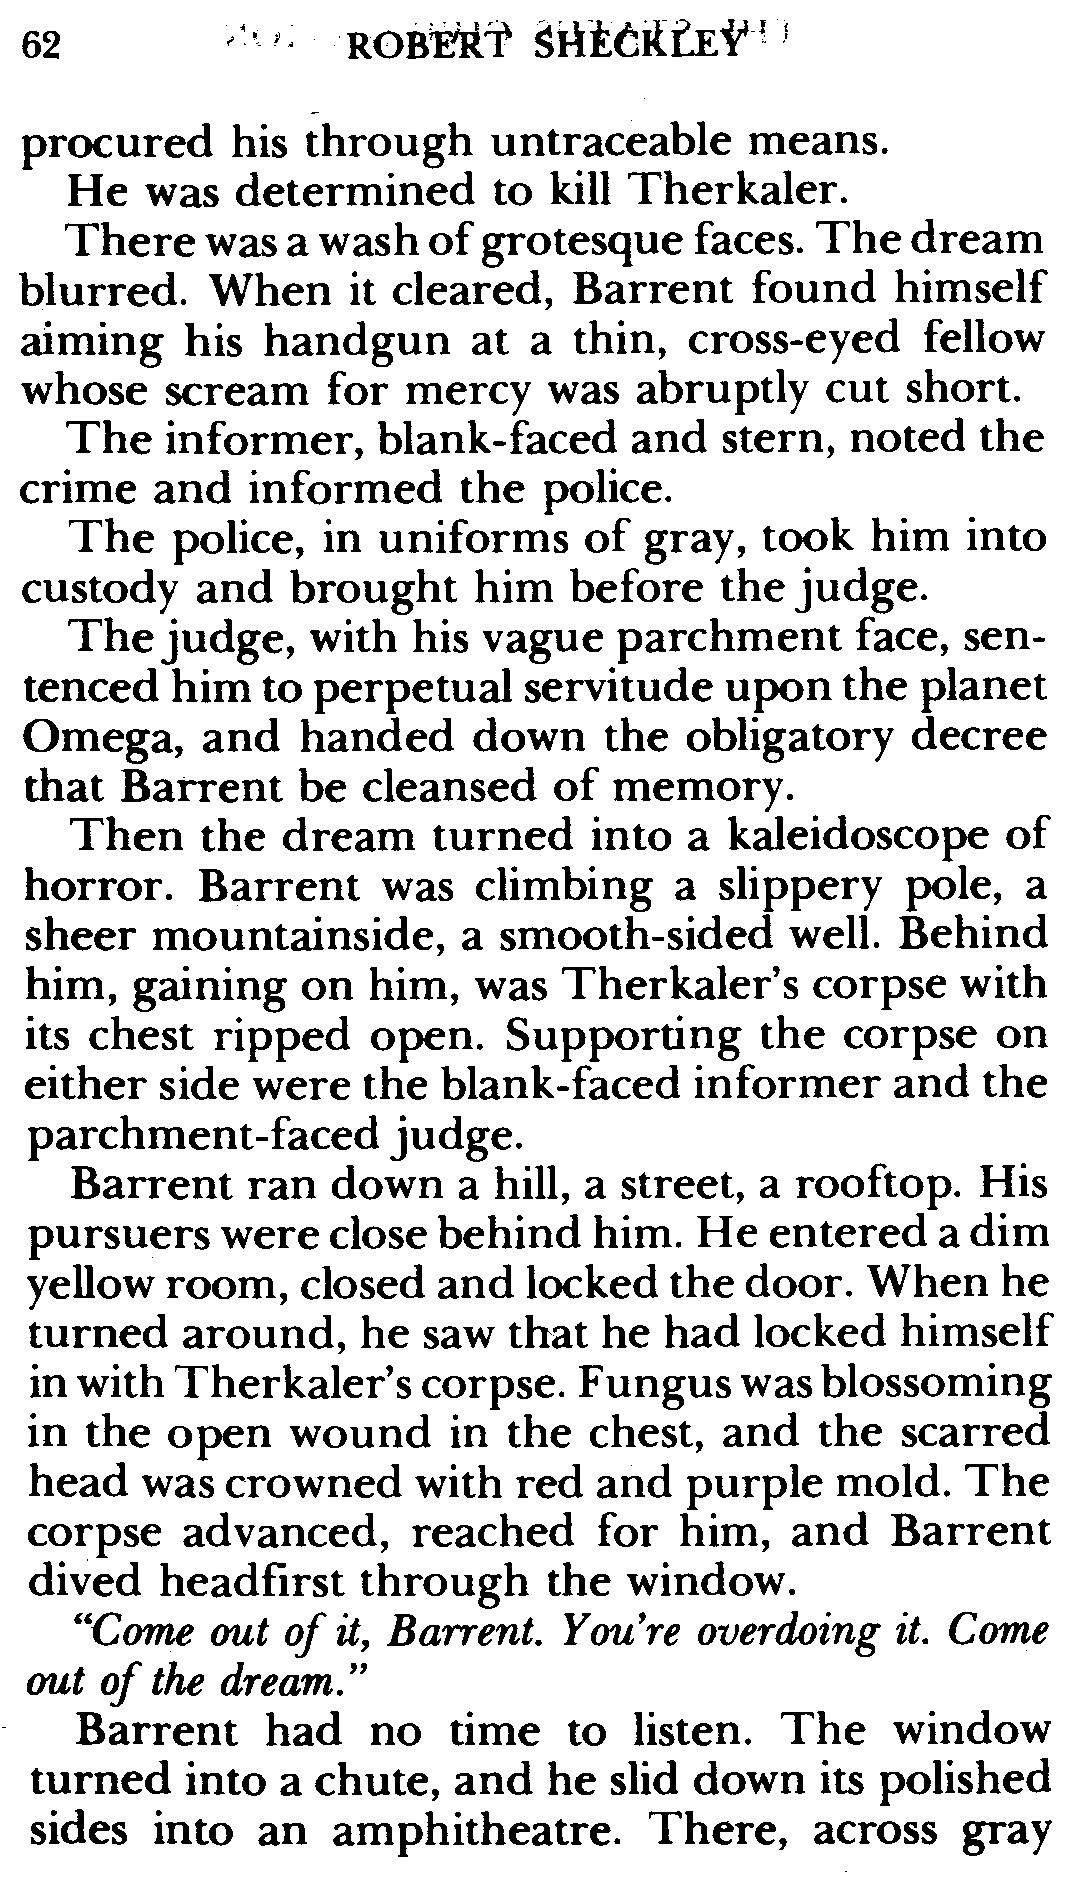 62 ROBERT SHECKLEY
procured his through untraceable means.
He was determined to kill Therkaler.
There was a wash of grotesque faces. The dream
blurred. When it cleared, Barrent found himself
aiming his handgun at a thin, cross-eyed fellow
whose scream for mercy was abruptly cut short.
The informer, blank-faced and stern, noted the
crime and informed the police.
The police, in uniforms of gray, took him into
custody and brought him before the judge.
The judge, with his vague parchment face, sen-
tenced him to perpetual servitude upon the planet
Omega, and handed down the obligatory decree
that Barrent be cleansed of memory.
Then the dream turned into a kaleidoscope of
horror. Barrent was climbing a slippery pole, a
sheer mountainside, a smooth-sided well. Behind
him, gaining on him, was Therkaler's corpse with
its chest ripped open. Supporting the corpse on
either side were the blank-faced informer and the
parchment-faced judge.
Barrent ran down a hill, a street, a rooftop. His
pursuers were close behind him. He entered a dim
yellow room, closed and locked the door. When he
turned around, he saw that he had locked himself
in with Therkaler's corpse. Fungus was blossoming
in the open wound in the chest, and the scarred
head was crowned with red and purple mold. The
corpse advanced, reached for him, and Barrent
dived headfirst through the window.
“Come out of it, Barrent. You're overdoing it. Come
out of the dream.”
Barrent had no time to listen. The window
turned into a chute, and he slid down its polished
sides into an amphitheatre. There, across gray